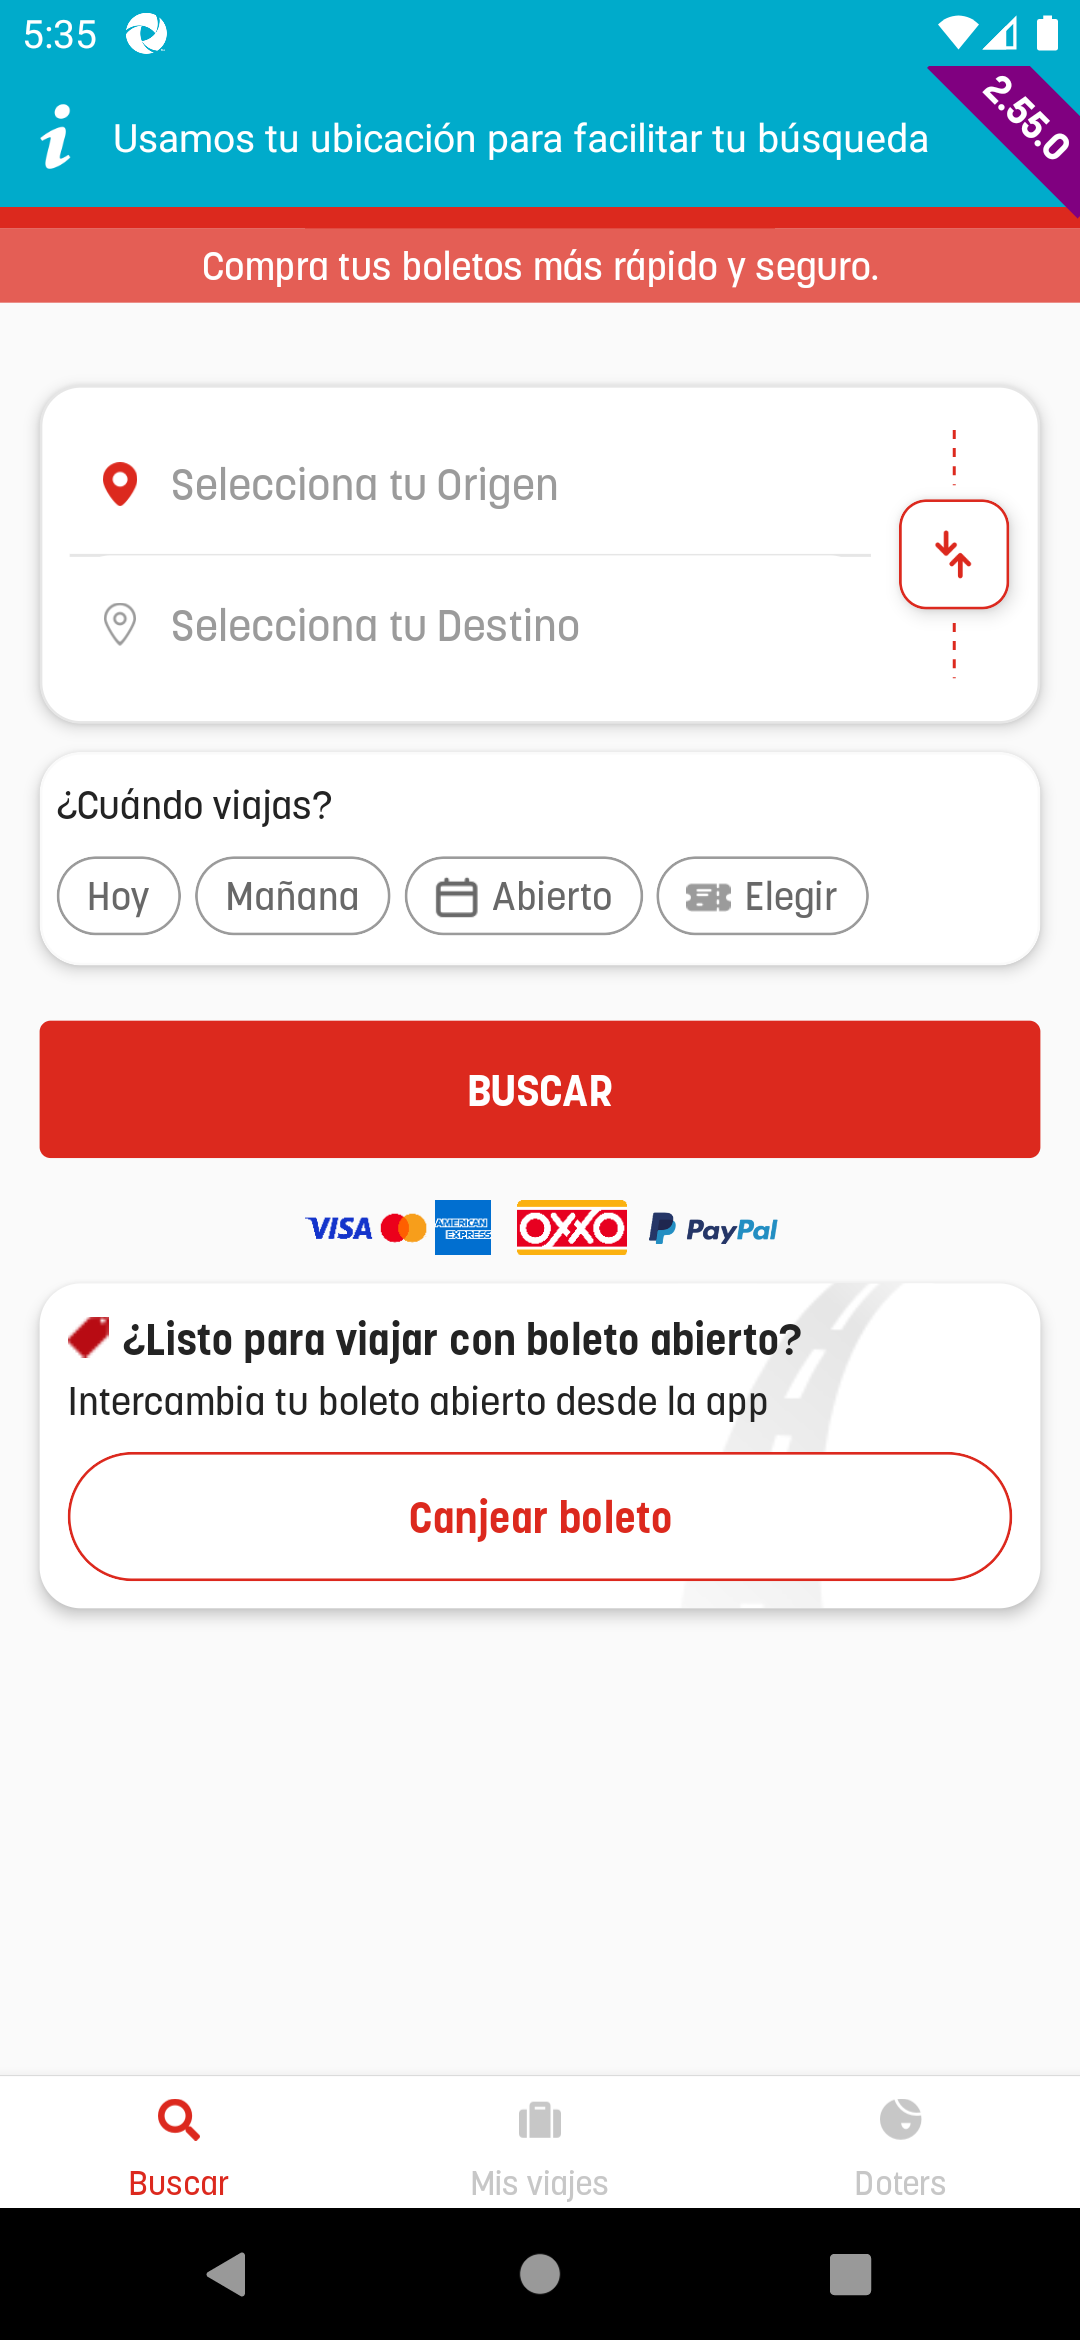 5:35
Usamos tu ubicación para facilitar tu búsqueda
2.55.0
Compra tus boletos más rápido y seguro.
Selecciona tu Origen
Selecciona tu Destino
¿Cuándo viajas?
Hoy Mañana Abierto Elegir
BUSCAR
VISA AMERICAN EXPRESS OXXO PayPal
¿Listo para viajar con boleto abierto?
Intercambia tu boleto abierto desde la app
Canjear boleto
Buscar Mis viajes Doters